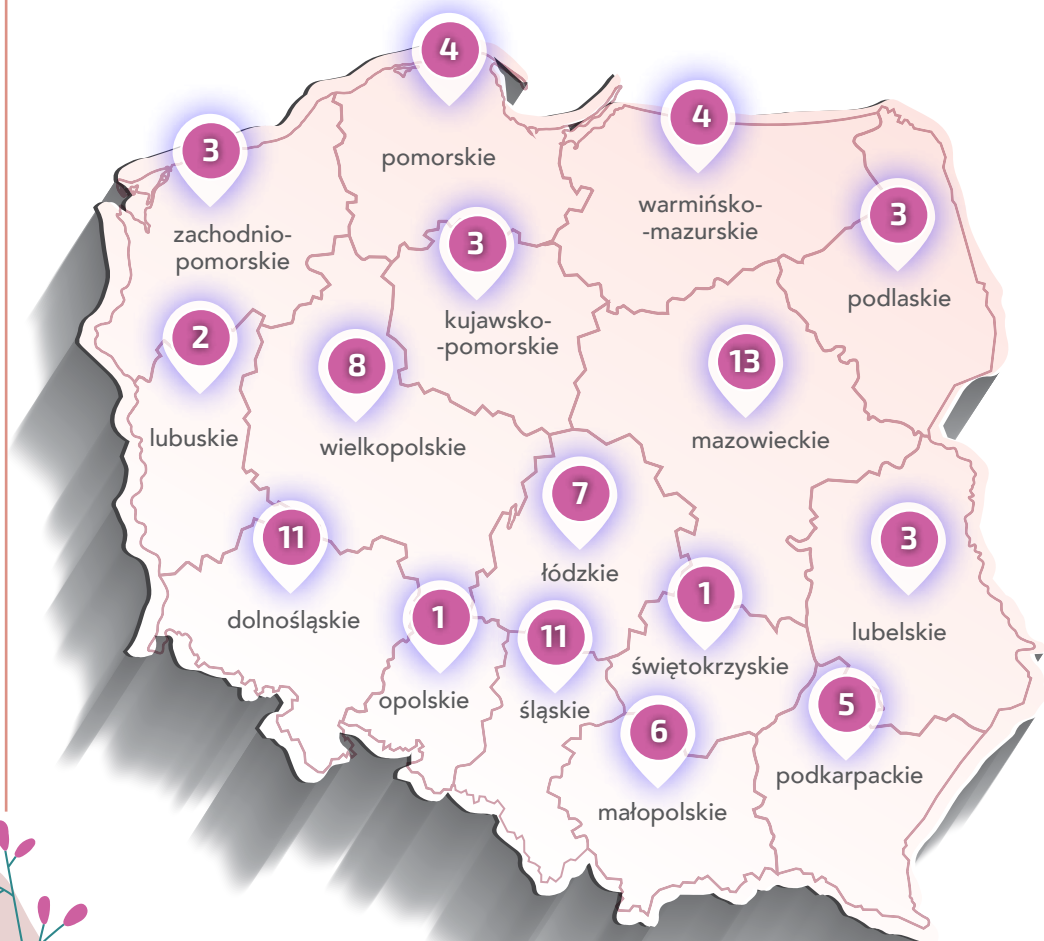 4
pomorskie
4
warmińsko-
-mazurskie
3
zachodnio-
pomorskie
3
podlaskie
3
kujawsko-
-pomorskie
2
lubuskie
8
wielkopolskie
13
mazowieckie
7
łódzkie
11
dolnośląskie
3
lubelskie
1
opolskie
11
śląskie
1
świętokrzyskie
5
podkarpackie
6
małopolskie